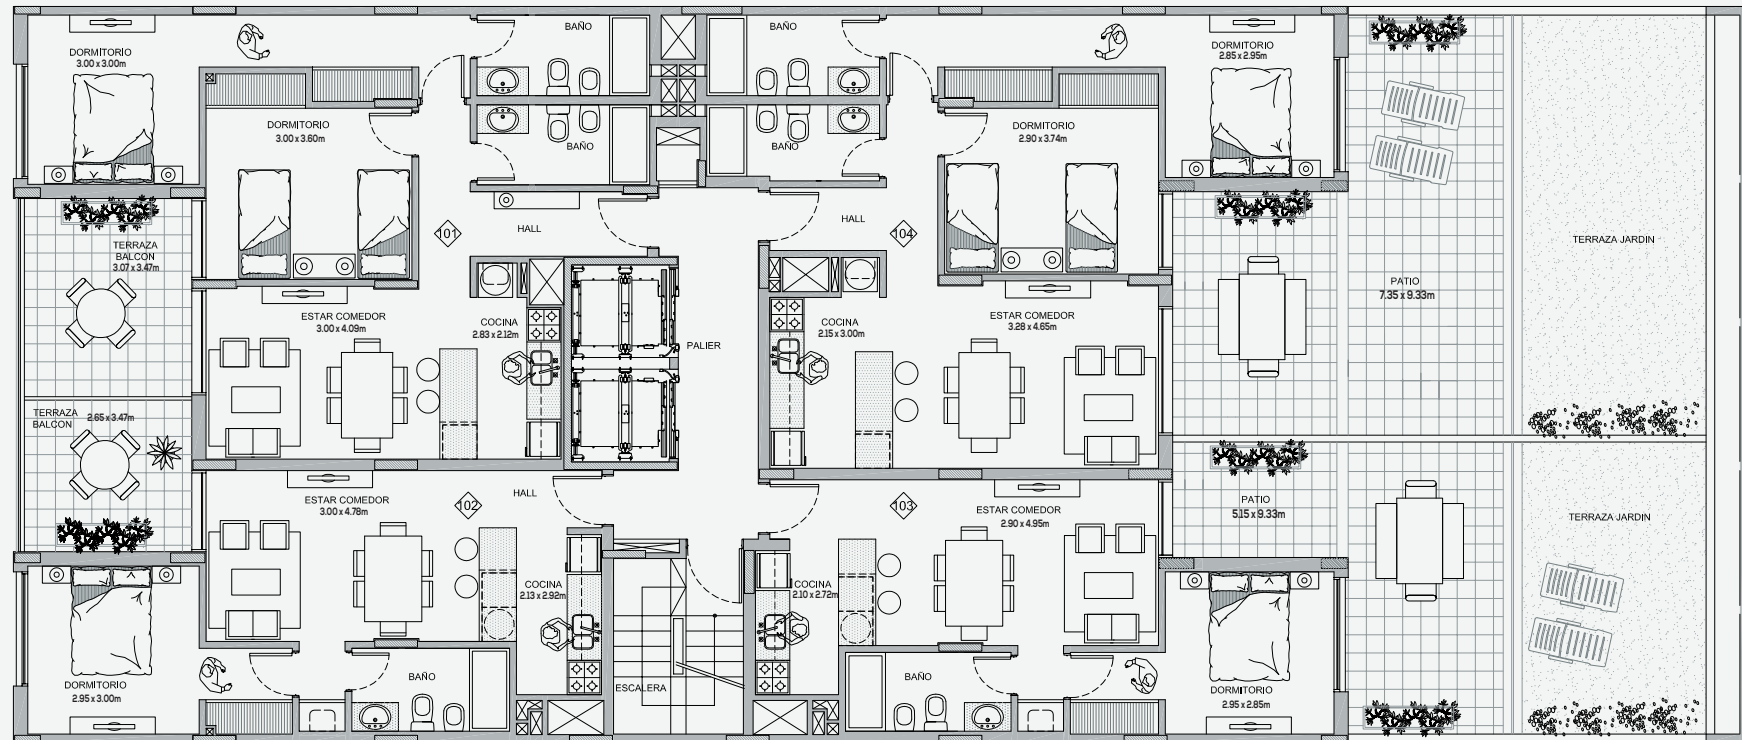 DORMITORIO
3.00 x 3.00m
BAÑO
BAÑO
DORMITORIO
2.85 x 2.95m
DORMITORIO
3.00 x 3.60m
BAÑO
BAÑO
DORMITORIO
2.90 x 3.74m
TERRAZA
BALCON
3.07 x 3.47m
101
HALL
HALL
104
TERRAZA JARDIN
PATIO
7.35 x 9.33m
ESTAR COMEDOR
3.00 x 4.09m
COCINA
2.83 x 2.12m
PALIER
COCINA
2.15 x 3.00m
ESTAR COMEDOR
3.28 x 4.65m
TERRAZA
BALCON
2.65 x 3.47m
ESTAR COMEDOR
3.00 x 4.78m
102
HALL
103
ESTAR COMEDOR
2.90 x 4.95m
PATIO
5.15 x 9.33m
TERRAZA JARDIN
COCINA
2.13 x 2.92m
COCINA
2.10 x 2.72m
DORMITORIO
2.95 x 3.00m
BAÑO
ESCALERA
BAÑO
DORMITORIO
2.95 x 2.85m